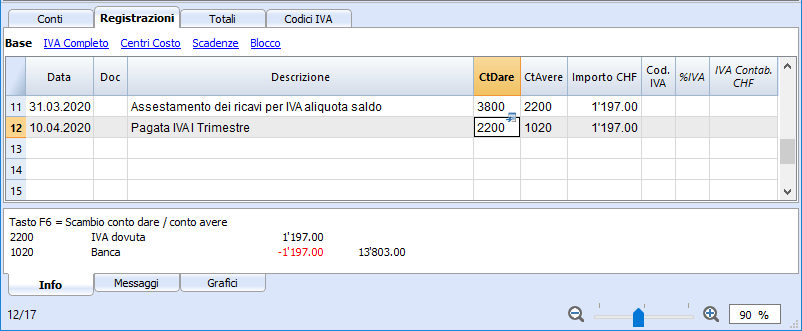 Conti Registrazioni Totali Codici IVA
Base IVA Completo Centri Costo Scadenze Blocco
Data Doc Descrizione CtDare CtAvere Importo CHF Cod. IVA %IVA IVA Contab. CHF
11 31.03.2020 Assestamento dei ricavi per IVA aliquota saldo 3800 2200 1'197.00
12 10.04.2020 Pagata IVA I Trimestre 2200 1020 1'197.00
13
14
15
Tasto F6 = Scambio conto dare / conto avere
2200 IVA dovuta 1'197.00
1020 Banca -1'197.00 13'803.00
Info Messaggi Grafici
12/17 90 %